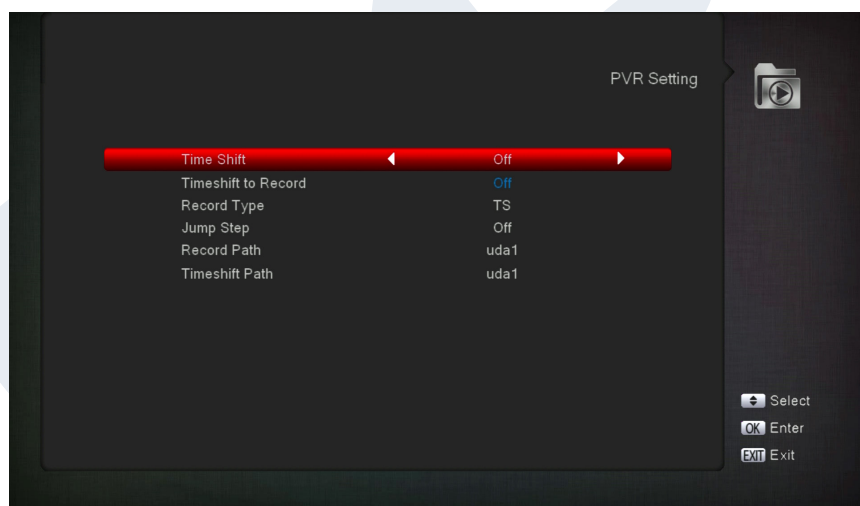 PVR Setting
Time Shift Off
Timeshift to Record Off
Record Type TS
Jump Step Off
Record Path uda1
Timeshift Path uda1
Select
OK Enter
EXIT Exit